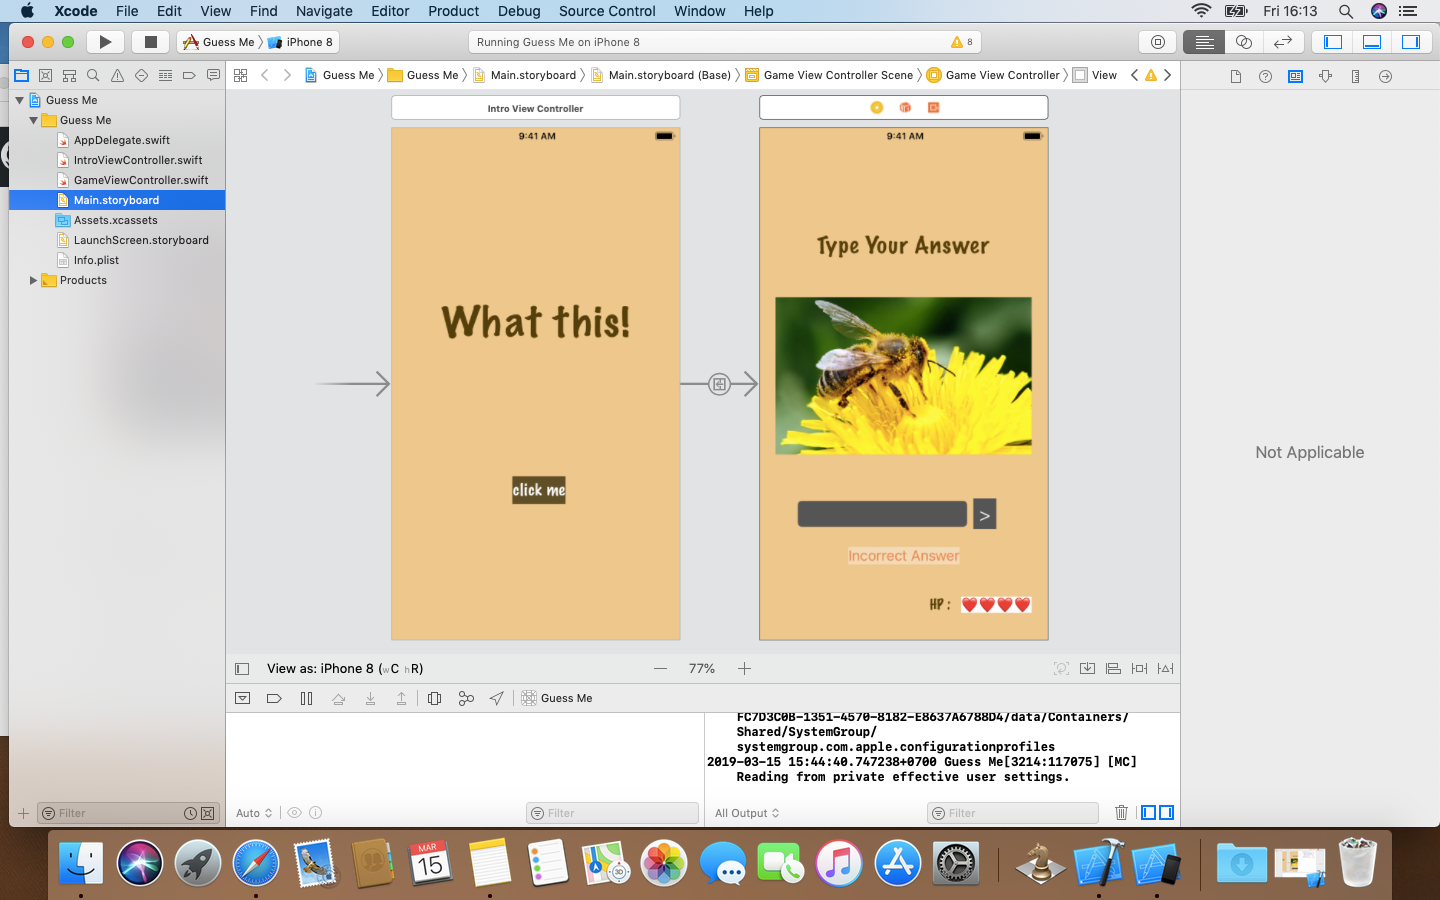 Xcode File Edit View Find Navigate Editor Product Debug Source Control Window Help Fri 16:13
Guess Me iPhone 8 Running Guess Me on iPhone 8 8
Guess Me Guess Me Main.storyboard Main.storyboard (Base) Game View Controller Scene Game View Controller View
Guess Me
Guess Me
AppDelegate.swift
IntroViewController.swift
GameViewController.swift
Main.storyboard
Assets.xcassets
LaunchScreen.storyboard
Info.plist
Products
Filter
Intro View Controller
9:41 AM
What this!
click me
9:41 AM
Type Your Answer
>
Incorrect Answer
HP : ❤️❤️❤️❤️
Not Applicable
View as: iPhone 8 (wC hR) 77%
Guess Me
FC7D3C0B-1351-4570-8182-E8637A6788D4/data/Containers/
Shared/SystemGroup/
systemgroup.com.apple.configurationprofiles
2019-03-15 15:44:40.747238+0700 Guess Me[3214:117075] [MC]
Reading from private effective user settings.
Auto Filter All Output Filter
MAR
15
3D